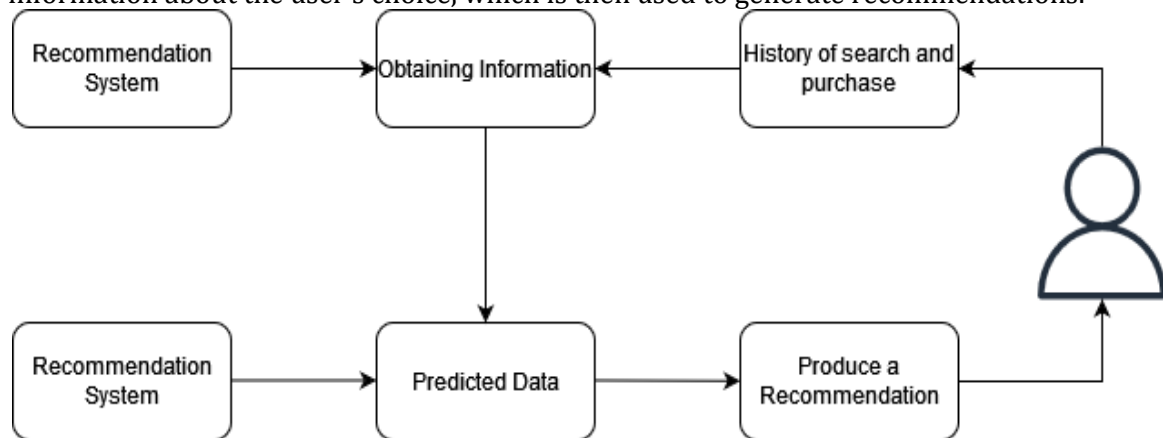 information about the user's choice, which is then used to generate recommendations.
Recommendation
System
Obtaining Information
History of search and
purchase
Recommendation
System
Predicted Data
Produce a
Recommendation